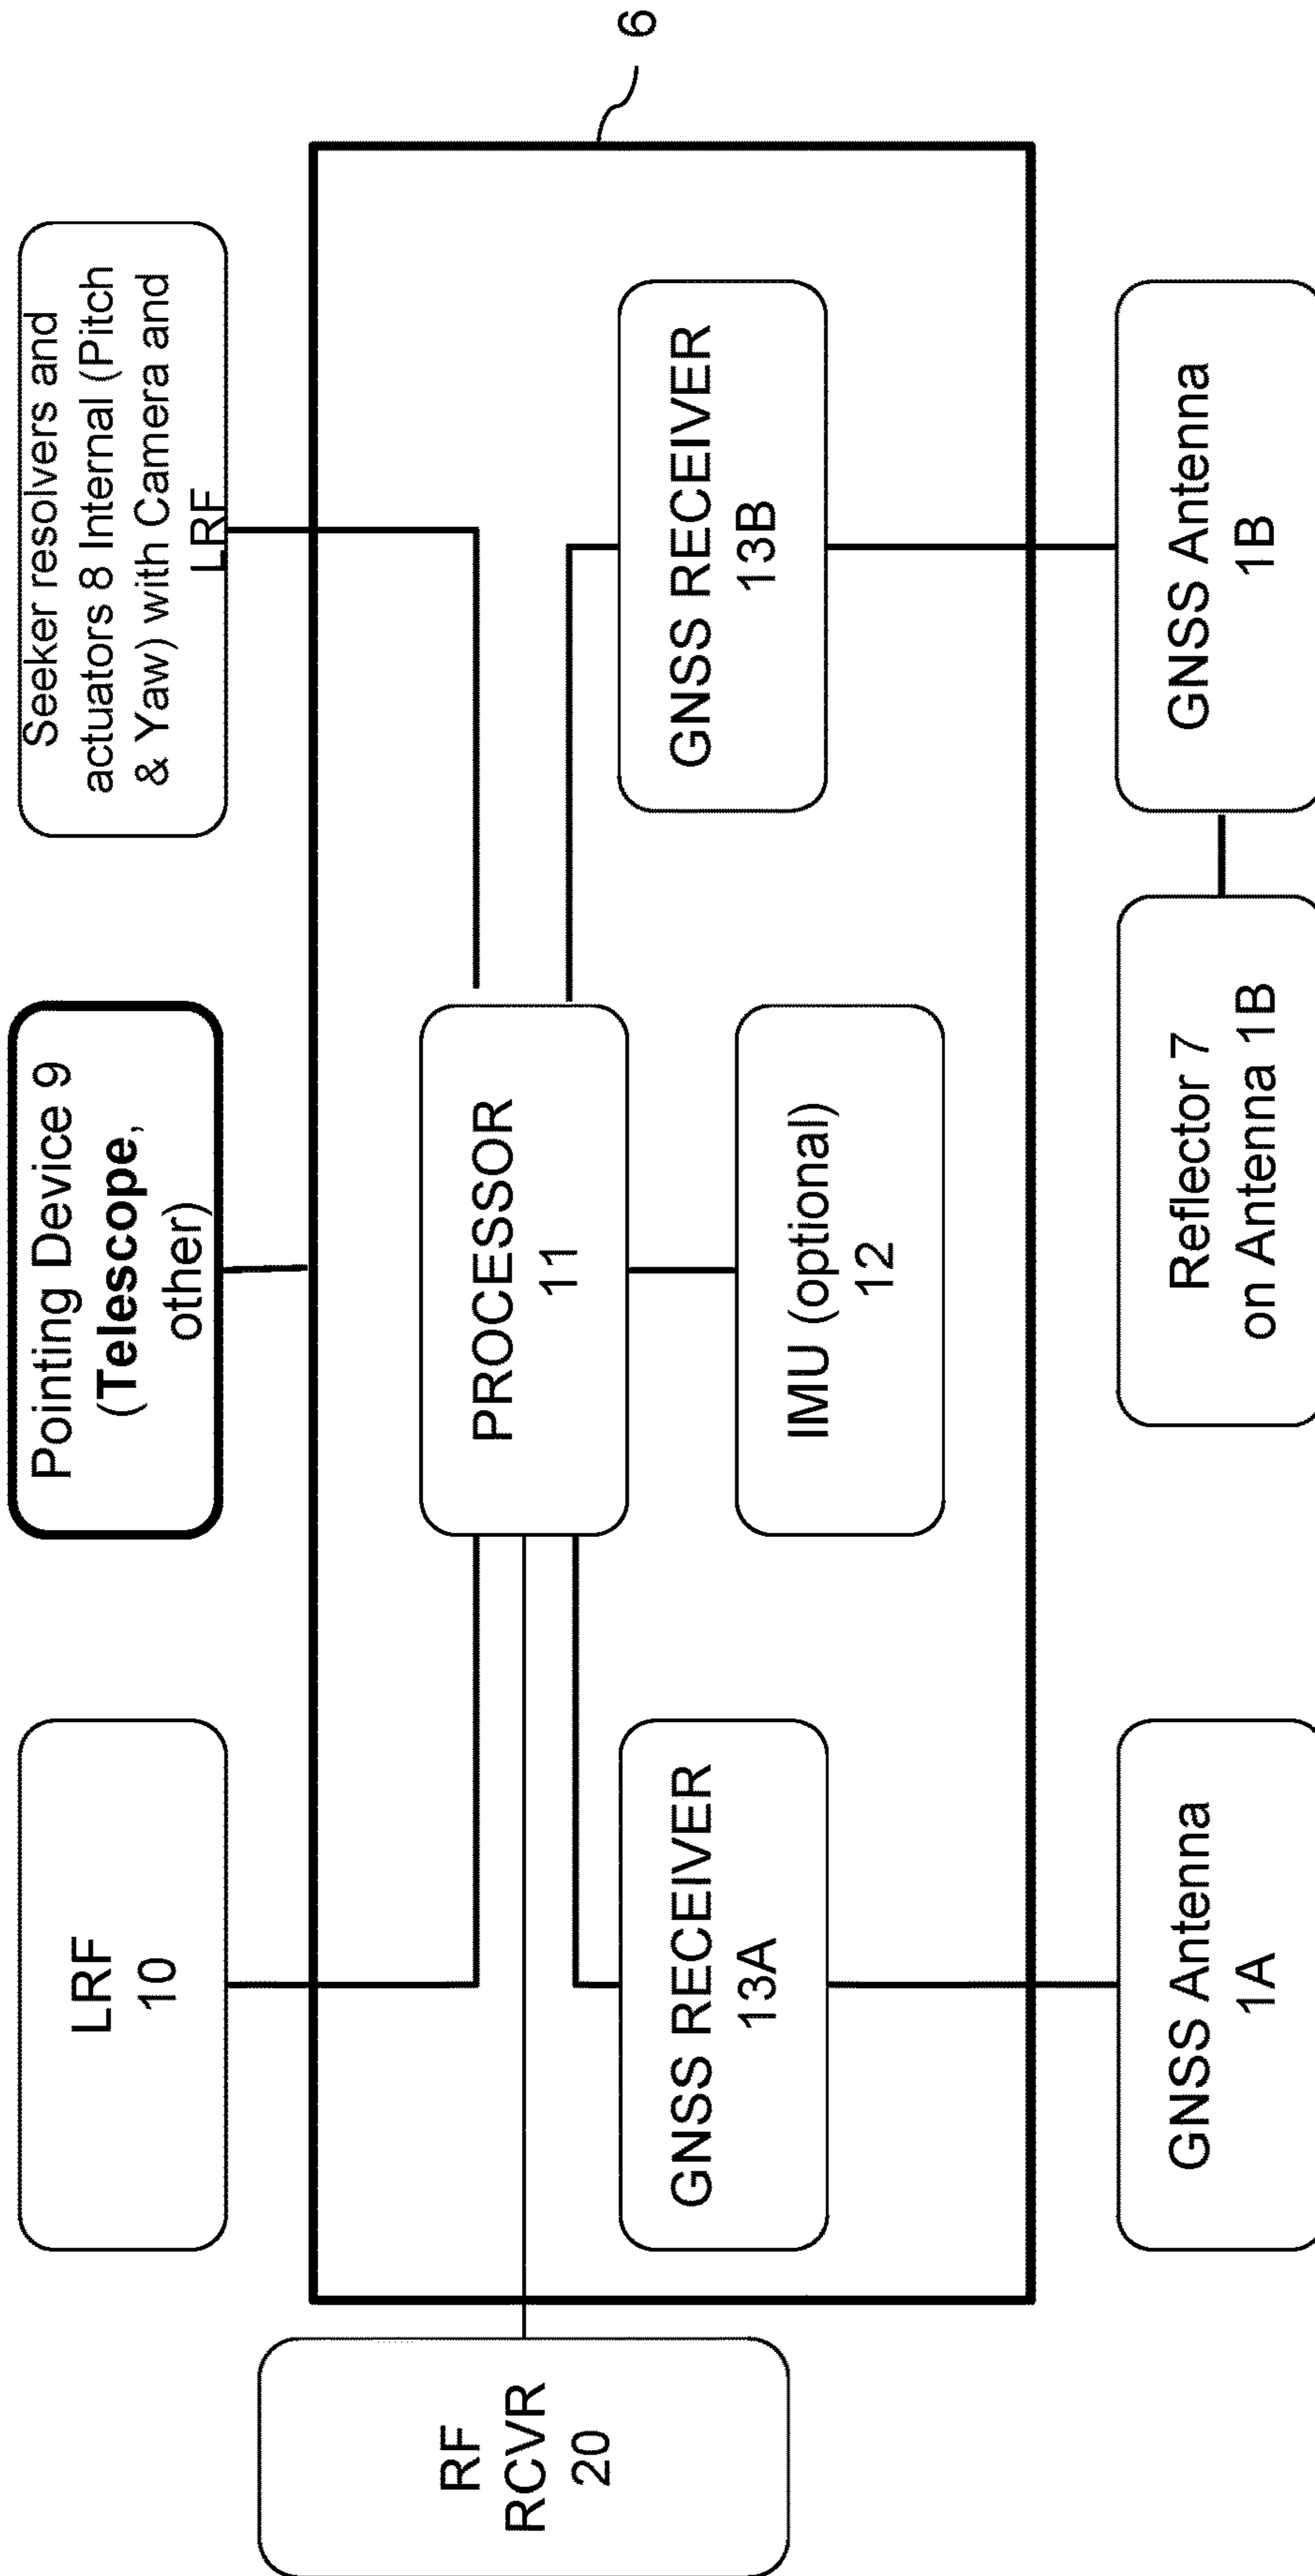 LRF
10
Pointing Device 9
(Telescope,
other)
Seeker resolvers and
actuators 8 Internal (Pitch
& Yaw) with Camera and
LRF
6
RF
RCVR
20
PROCESSOR
11
GNSS RECEIVER
13A
IMU (optional)
12
GNSS RECEIVER
13B
GNSS Antenna
1A
Reflector 7
on Antenna 1B
GNSS Antenna
1B